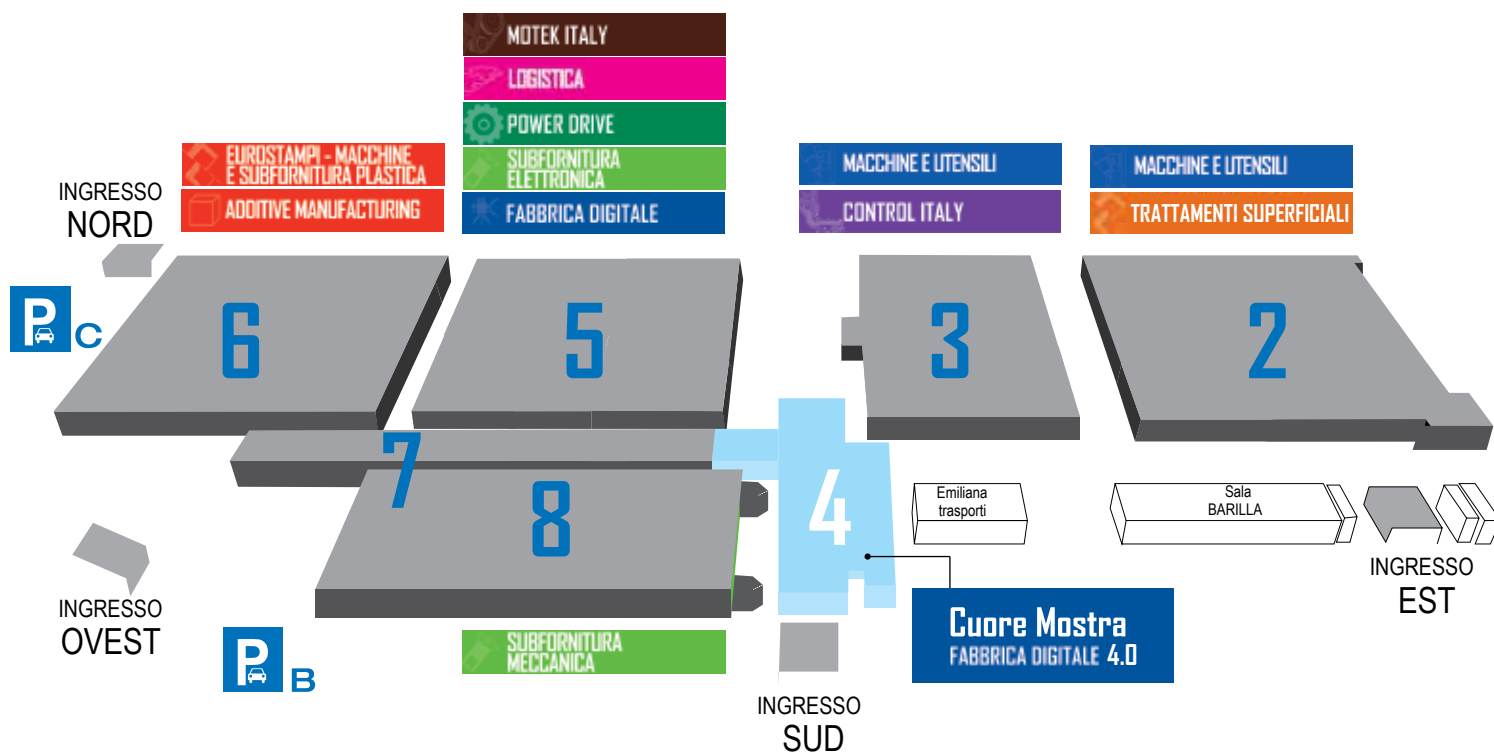 MOTEK ITALY
LOGISTICA
POWER DRIVE
SUBFORNITURA
ELETTRONICA
FABBRICA DIGITALE
EUROSTAMPI - MACCHINE
E SUBFORNITURA PLASTICA
ADDITIVE MANUFACTURING
MACCHINE E UTENSILI
CONTROL ITALY
MACCHINE E UTENSILI
TRATTAMENTI SUPERFICIALI
INGRESSO
NORD
P C
6
5
3
2
7
8
4
Emiliana
trasporti
Sala
BARILLA
INGRESSO
EST
INGRESSO
OVEST
P B
SUBFORNITURA
MECCANICA
Cuore Mostra
FABBRICA DIGITALE 4.0
INGRESSO
SUD